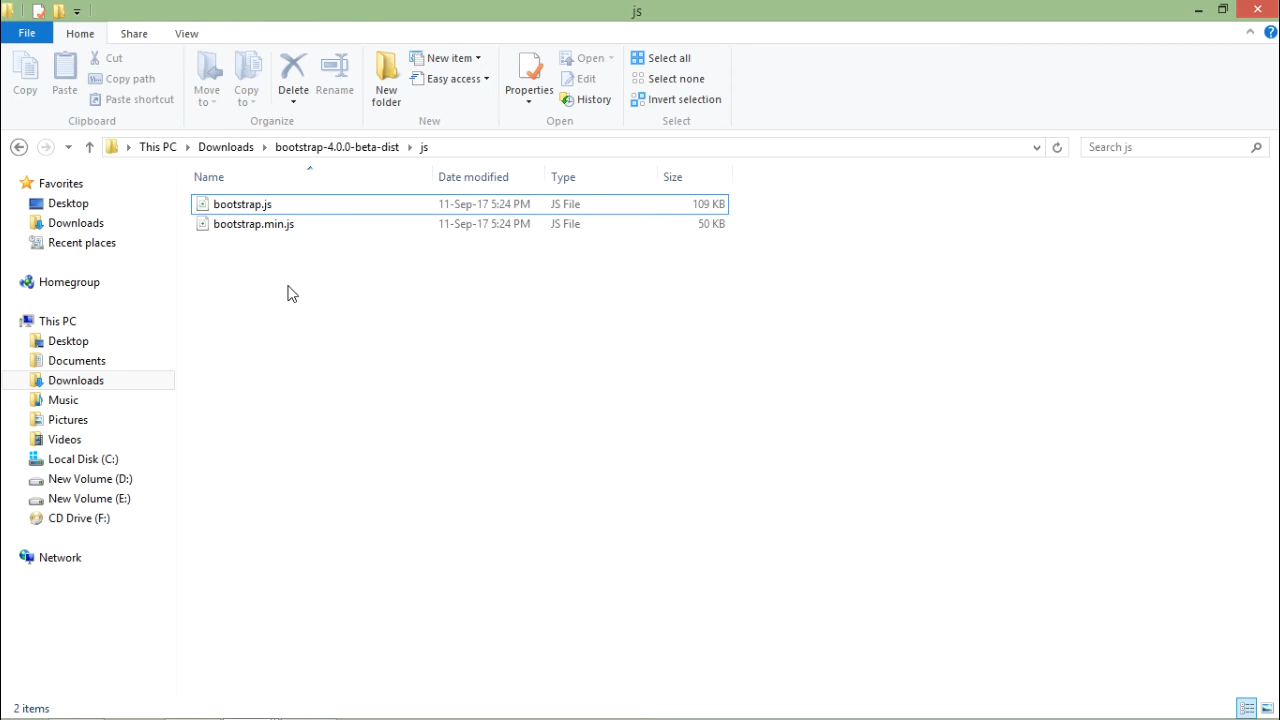 js
File Home Share View
Copy
Paste
Cut
Copy path
Paste shortcut
Clipboard
Move to
Copy to
Delete
Rename
Organize
New folder
New item
Easy access
New
Properties
Open
Edit
History
Open
Select all
Select none
Invert selection
Select
This PC Downloads bootstrap-4.0.0-beta-dist js
Search js
Name Date modified Type Size
bootstrap.js 11-Sep-17 5:24 PM JS File 109 KB
bootstrap.min.js 11-Sep-17 5:24 PM JS File 50 KB
Favorites
Desktop
Downloads
Recent places
Homegroup
This PC
Desktop
Documents
Downloads
Music
Pictures
Videos
Local Disk (C:)
New Volume (D:)
New Volume (E:)
CD Drive (F:)
Network
2 items